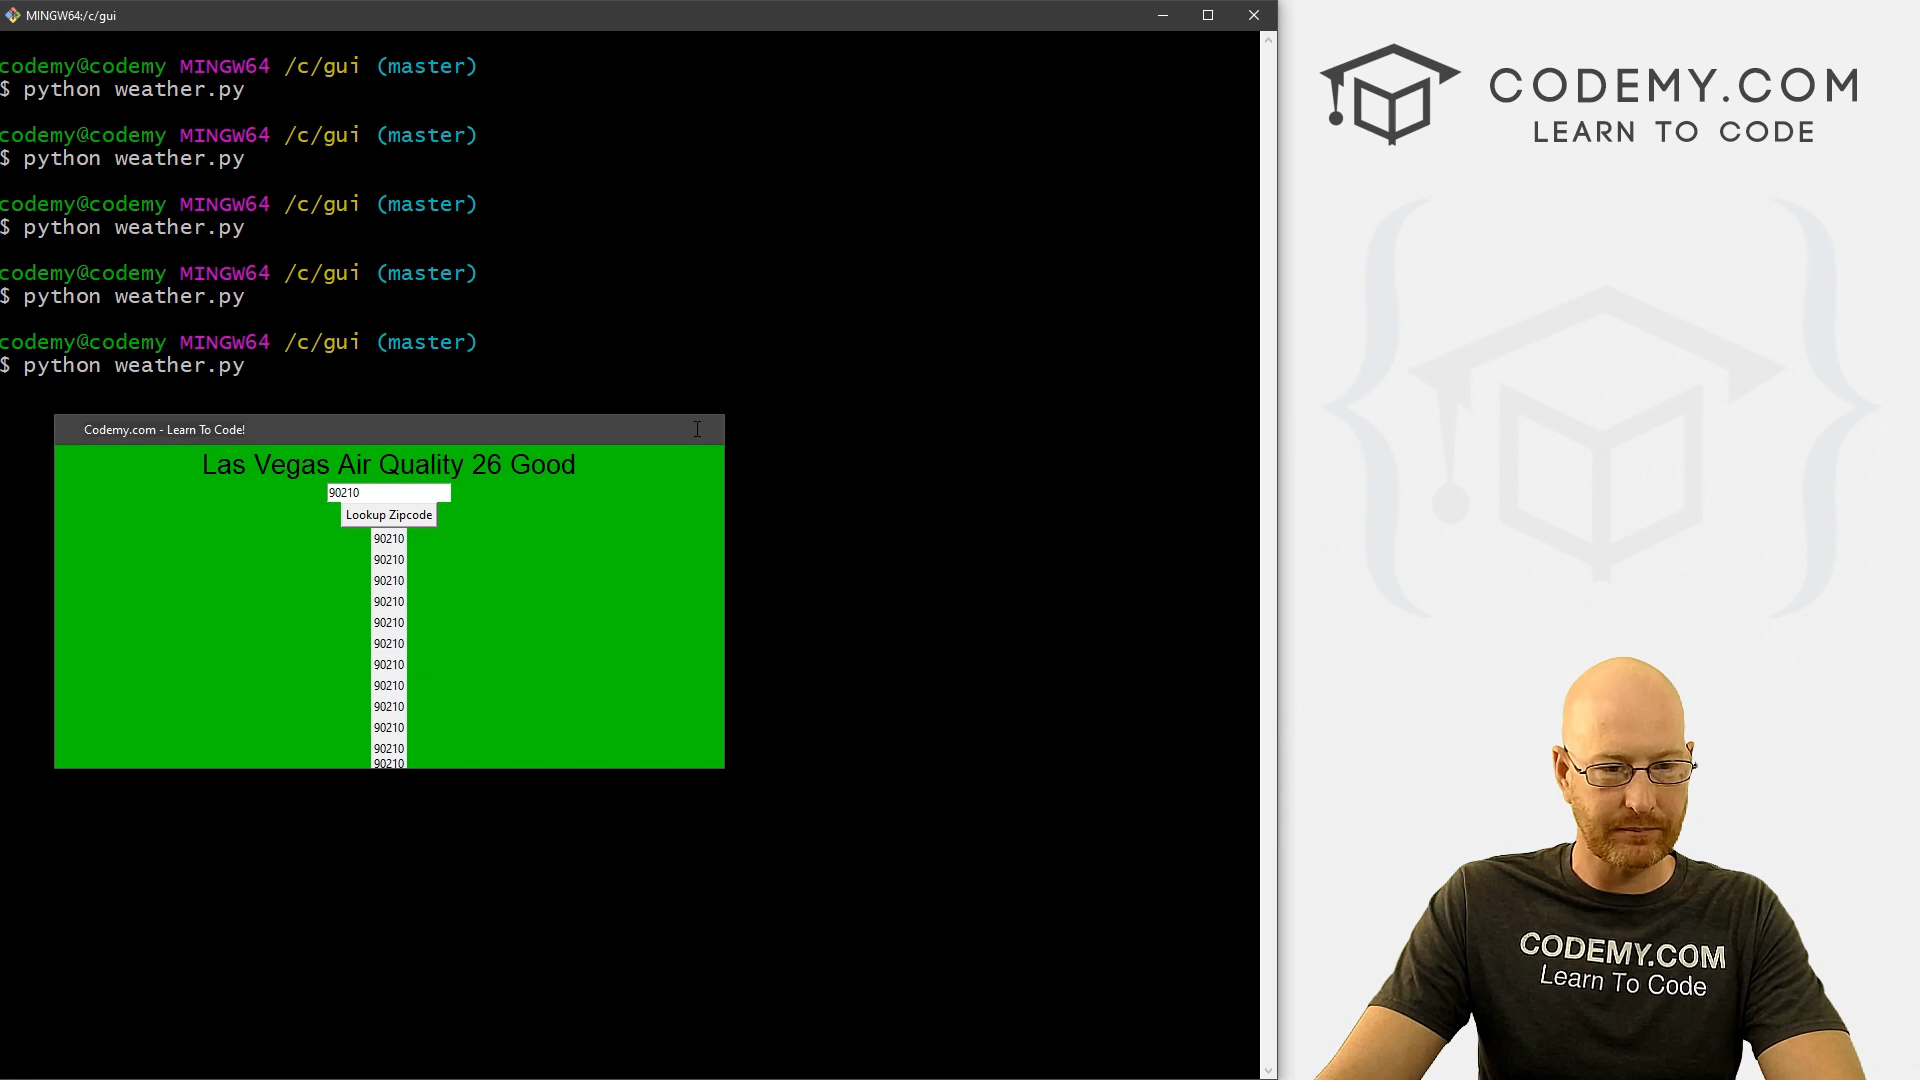 MINGW64:/c/gui
codemy@codemy MINGW64 /c/gui (master)
$ python weather.py
codemy@codemy MINGW64 /c/gui (master)
$ python weather.py
codemy@codemy MINGW64 /c/gui (master)
$ python weather.py
codemy@codemy MINGW64 /c/gui (master)
$ python weather.py
codemy@codemy MINGW64 /c/gui (master)
$ python weather.py
Codemy.com - Learn To Code!
Las Vegas Air Quality 26 Good
90210
Lookup Zipcode
90210
90210
90210
90210
90210
90210
90210
90210
90210
90210
90210
90210
CODEMY.COM
LEARN TO CODE
CODEMY.COM
Learn To Code